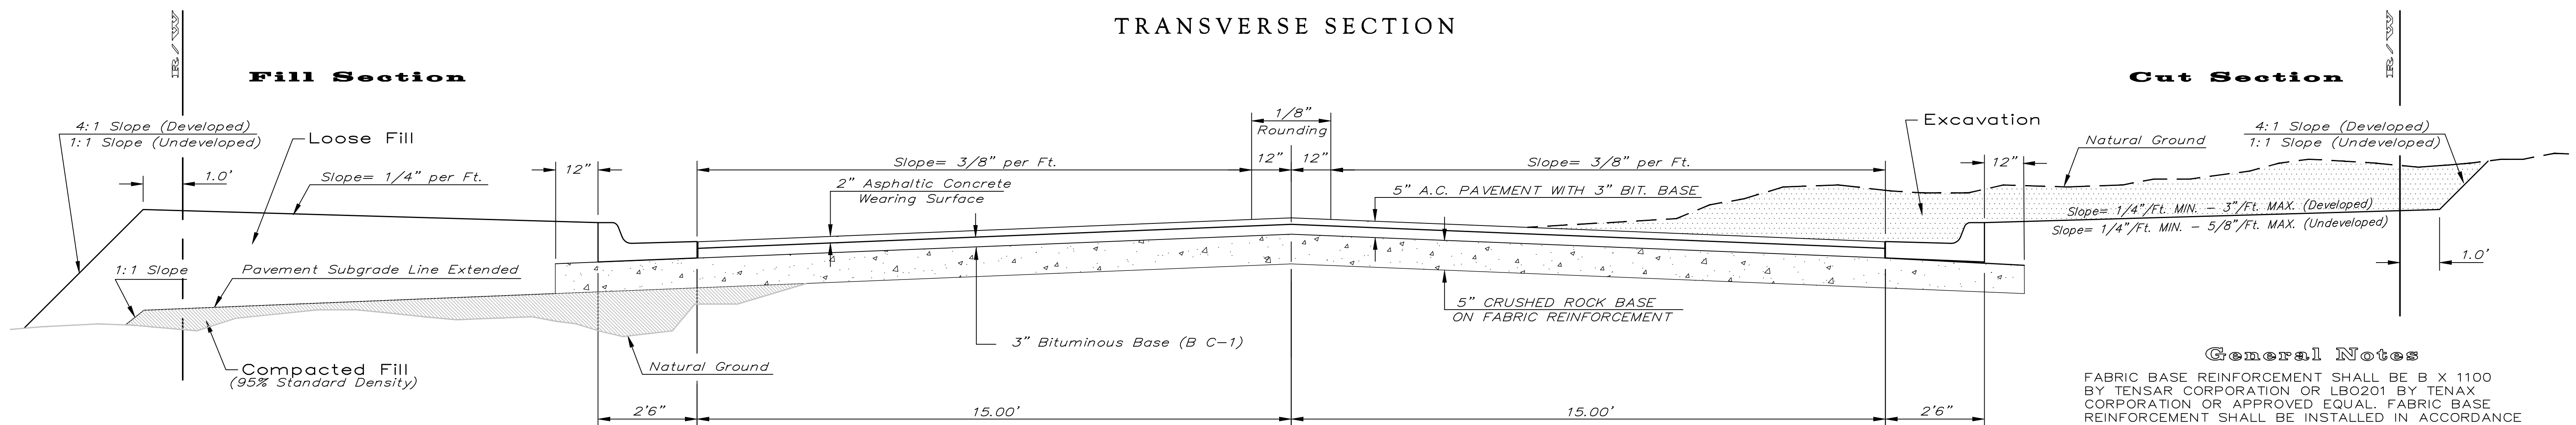 TRANSVERSE SECTION
R/W
R/W
Fill Section
Cut Section
4:1 Slope (Developed)
1:1 Slope (Undeveloped)
Loose Fill
1/8"
Rounding
Excavation
Natural Ground
4:1 Slope (Developed)
1:1 Slope (Undeveloped)
1.0'
Slope= 1/4" per Ft.
12"
Slope= 3/8" per Ft.
12"
12"
Slope= 3/8" per Ft.
12"
2" Asphaltic Concrete
Wearing Surface
5" A.C. PAVEMENT WITH 3" BIT. BASE
Slope= 1/4"/Ft. MIN. - 3"/Ft. MAX. (Developed)
Slope= 1/4"/Ft. MIN. - 5/8"/Ft. MAX. (Undeveloped)
1:1 Slope
Pavement Subgrade Line Extended
1.0'
5" CRUSHED ROCK BASE
ON FABRIC REINFORCEMENT
3" Bituminous Base (B C-1)
Natural Ground
Compacted Fill
(95% Standard Density)
2'6"
15.00'
15.00'
2'6"
General Notes
FABRIC BASE REINFORCEMENT SHALL BE B X 1100
BY TENSAR CORPORATION OR LBO201 BY TENAX
CORPORATION OR APPROVED EQUAL. FABRIC BASE
REINFORCEMENT SHALL BE INSTALLED IN ACCORDANCE